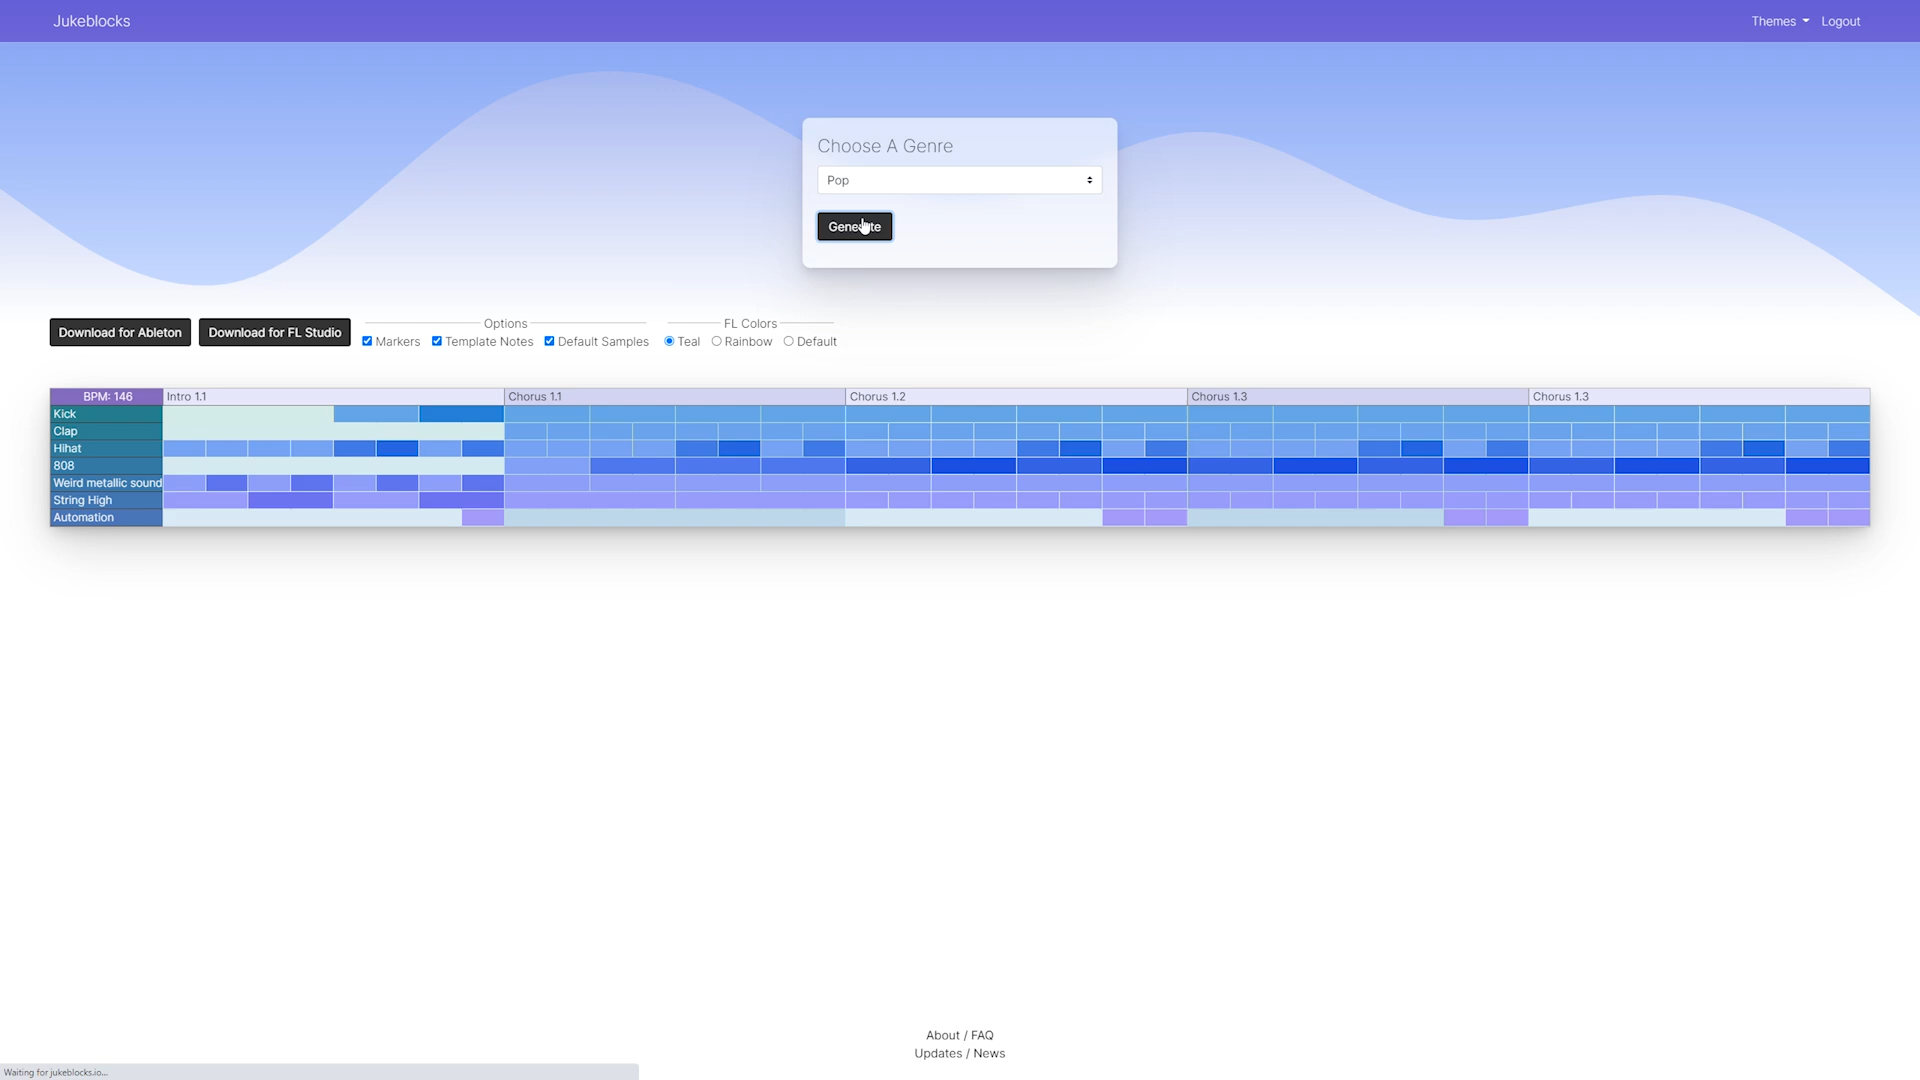 Jukeblocks
Themes Logout
Choose A Genre
Pop
Generate
Download for Ableton Download for FL Studio
Options
Markers Template Notes Default Samples
FL Colors
Teal Rainbow Default
BPM: 146 Intro 1.1 Chorus 1.1 Chorus 1.2 Chorus 1.3 Chorus 1.3
Kick
Clap
Hihat
808
Weird metallic sound
String High
Automation
About / FAQ
Updates / News
Waiting for jukeblocks.io...